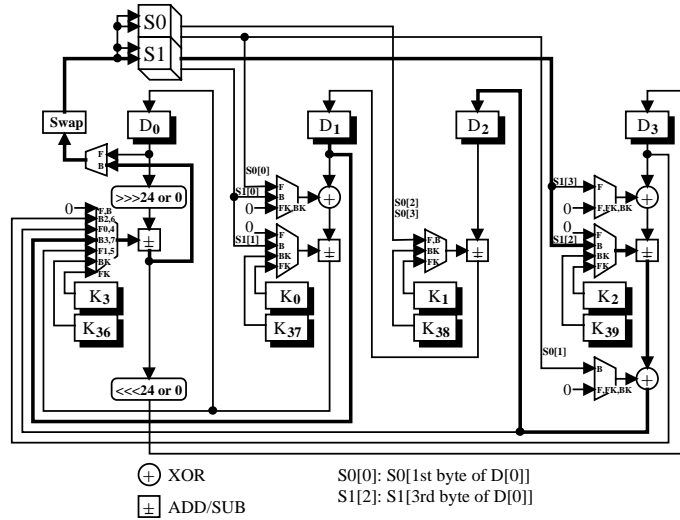 S0
S1
Swap
D0
D1
D2
D3
F
B
>>>24 or 0
S0[0]
S1[0]
F
B
FK,BK
0
S0[2]
S0[3]
S1[3]
F
F,FK,BK
0
0
F,B
B2,6
F0,4
B3,7
F1,5
BK
FK
±
S1[1]
0
F
B
BK
FK
±
F,B
BK
FK
±
0
S1[2]
F
B
BK
FK
±
K3
K36
K0
K37
K1
K38
K2
K39
<<<24 or 0
S0[1]
B
0
F,FK,BK
+ XOR
± ADD/SUB
S0[0]: S0[1st byte of D[0]]
S1[2]: S1[3rd byte of D[0]]